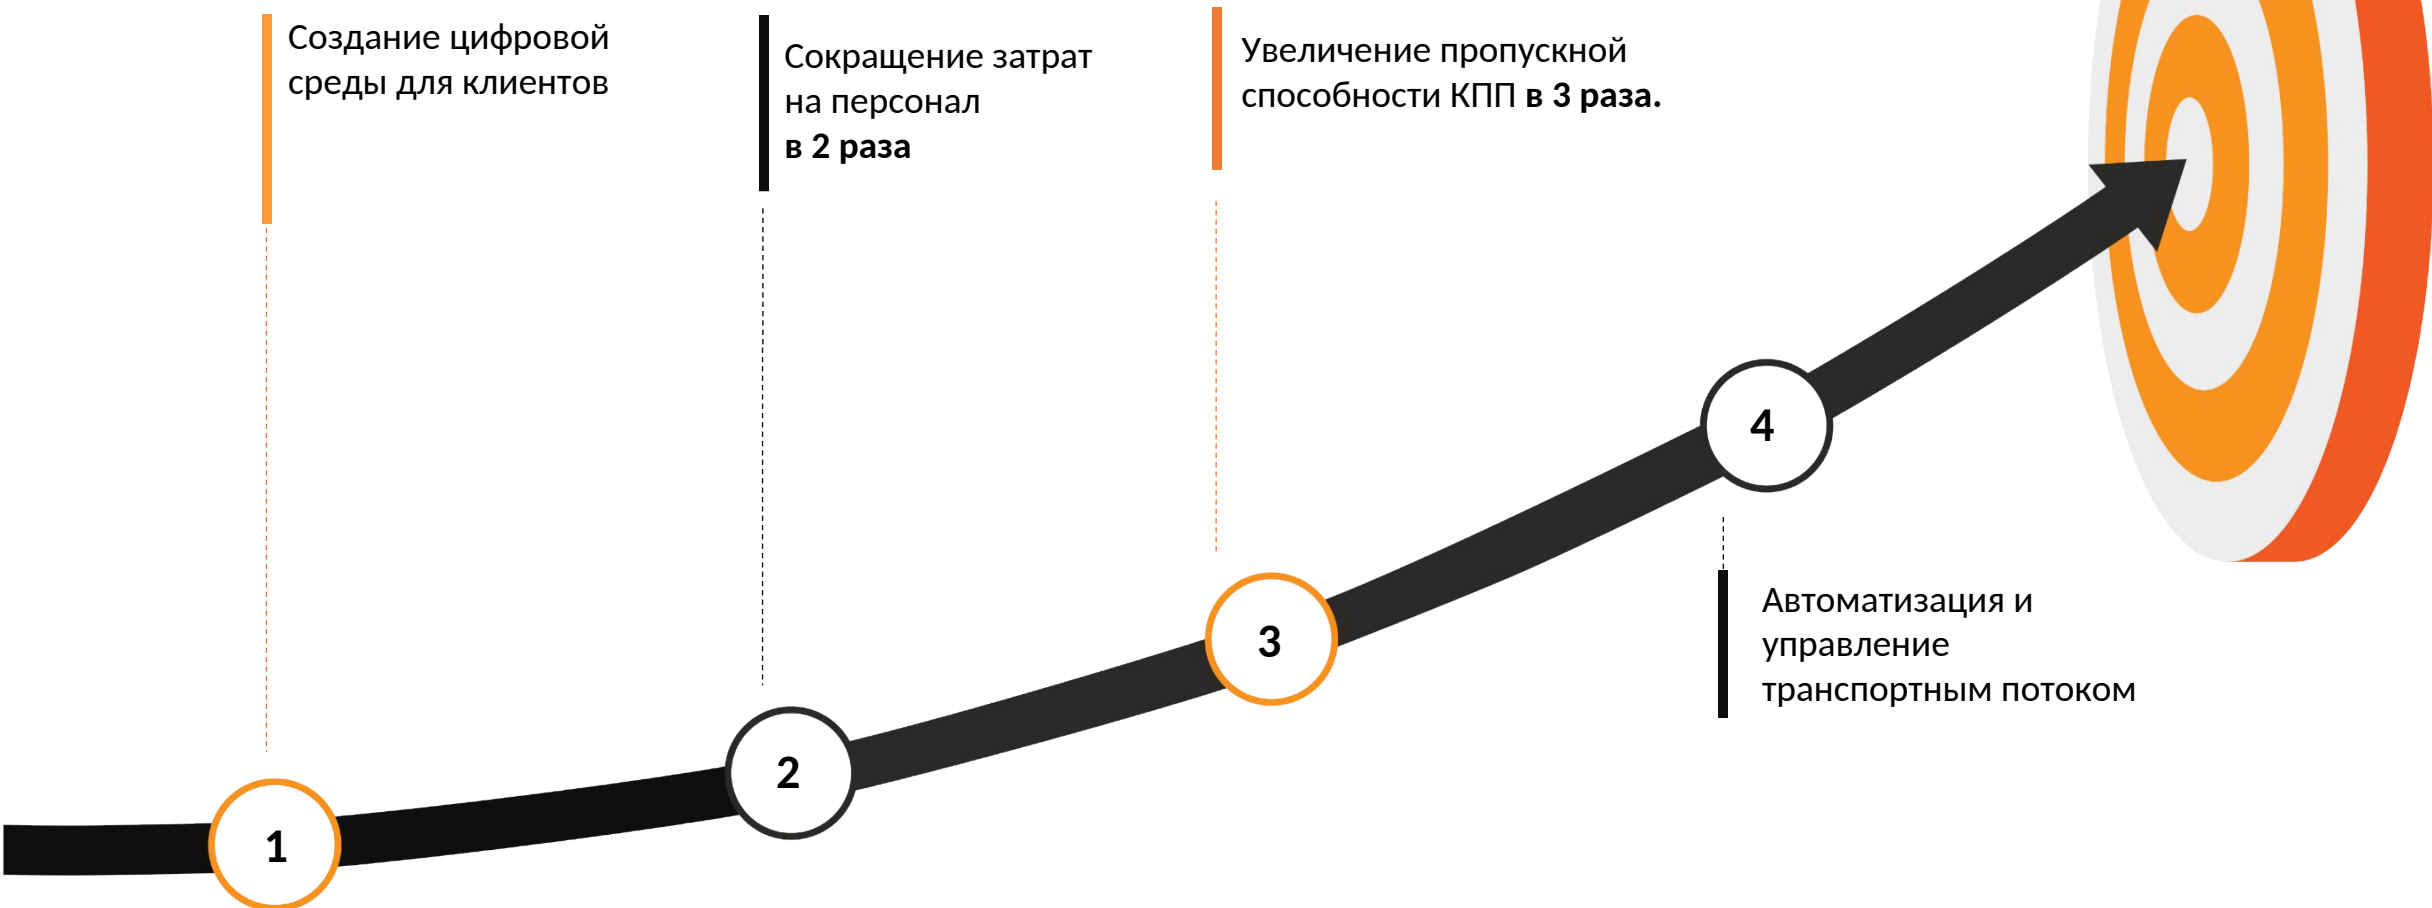 Создание цифровой
среды для клиентов
Сокращение затрат
на персонал
в 2 раза
Увеличение пропускной
способности КПП в 3 раза.
4
Автоматизация и
управление
транспортным потоком
3
2
1